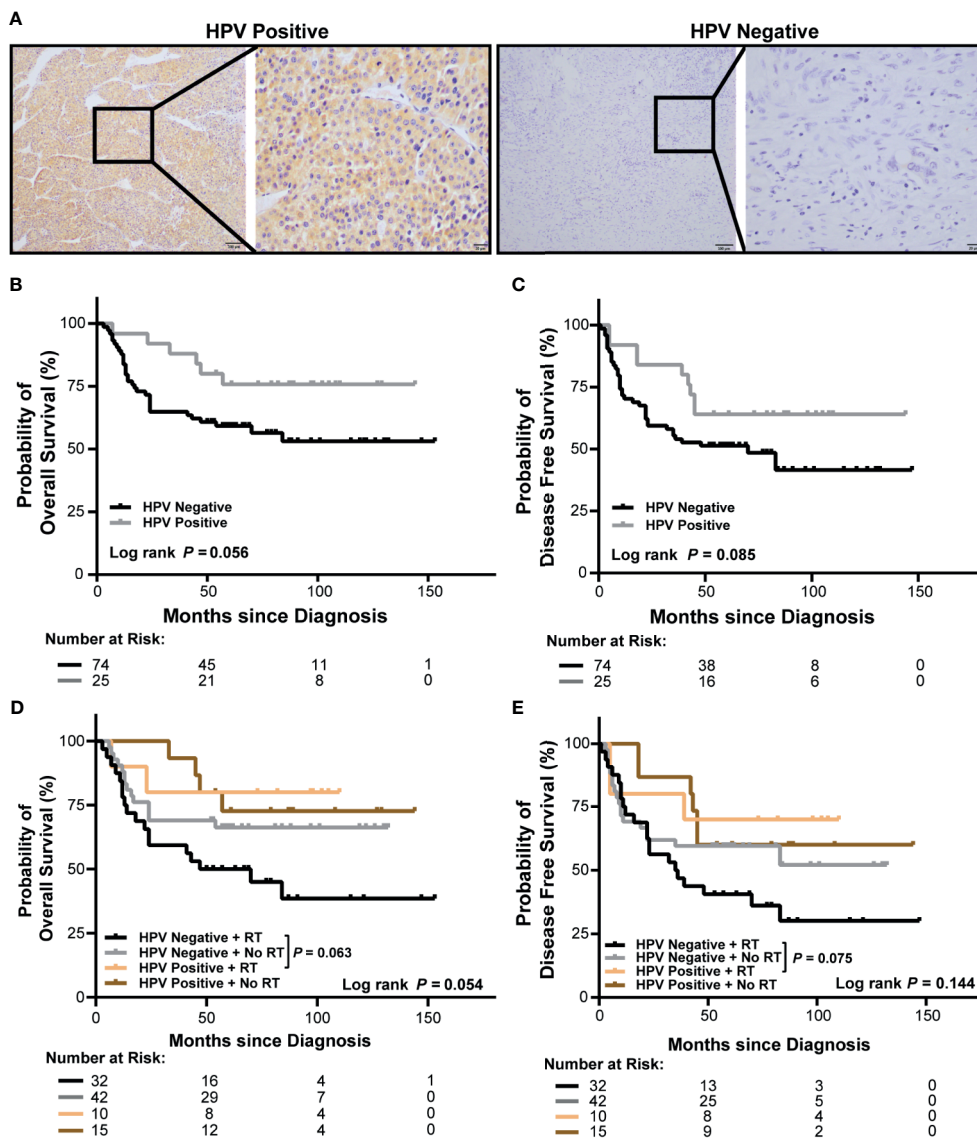 A
HPV Positive
HPV Negative
100 µm
20 µm
100 µm
20 µm
B
Probability of
Overall Survival (%)
100
75
50
25
0
HPV Negative
HPV Positive
Log rank P = 0.056
0 50 100 150
Months since Diagnosis
Number at Risk:
74 45 11 1
25 21 8 0
C
Probability of
Disease Free Survival (%)
100
75
50
25
0
HPV Negative
HPV Positive
Log rank P = 0.085
0 50 100 150
Months since Diagnosis
Number at Risk:
74 38 8 0
25 16 6 0
D
Probability of
Overall Survival (%)
100
75
50
25
0
HPV Negative + RT
HPV Negative + No RT
HPV Positive + RT
HPV Positive + No RT
P = 0.063
Log rank P = 0.054
0 50 100 150
Months since Diagnosis
Number at Risk:
32 16 4 1
42 29 7 0
10 8 4 0
15 12 4 0
E
Probability of
Disease Free Survival (%)
100
75
50
25
0
HPV Negative + RT
HPV Negative + No RT
HPV Positive + RT
HPV Positive + No RT
P = 0.075
Log rank P = 0.144
0 50 100 150
Months since Diagnosis
Number at Risk:
32 13 3 0
42 25 5 0
10 8 4 0
15 9 2 0